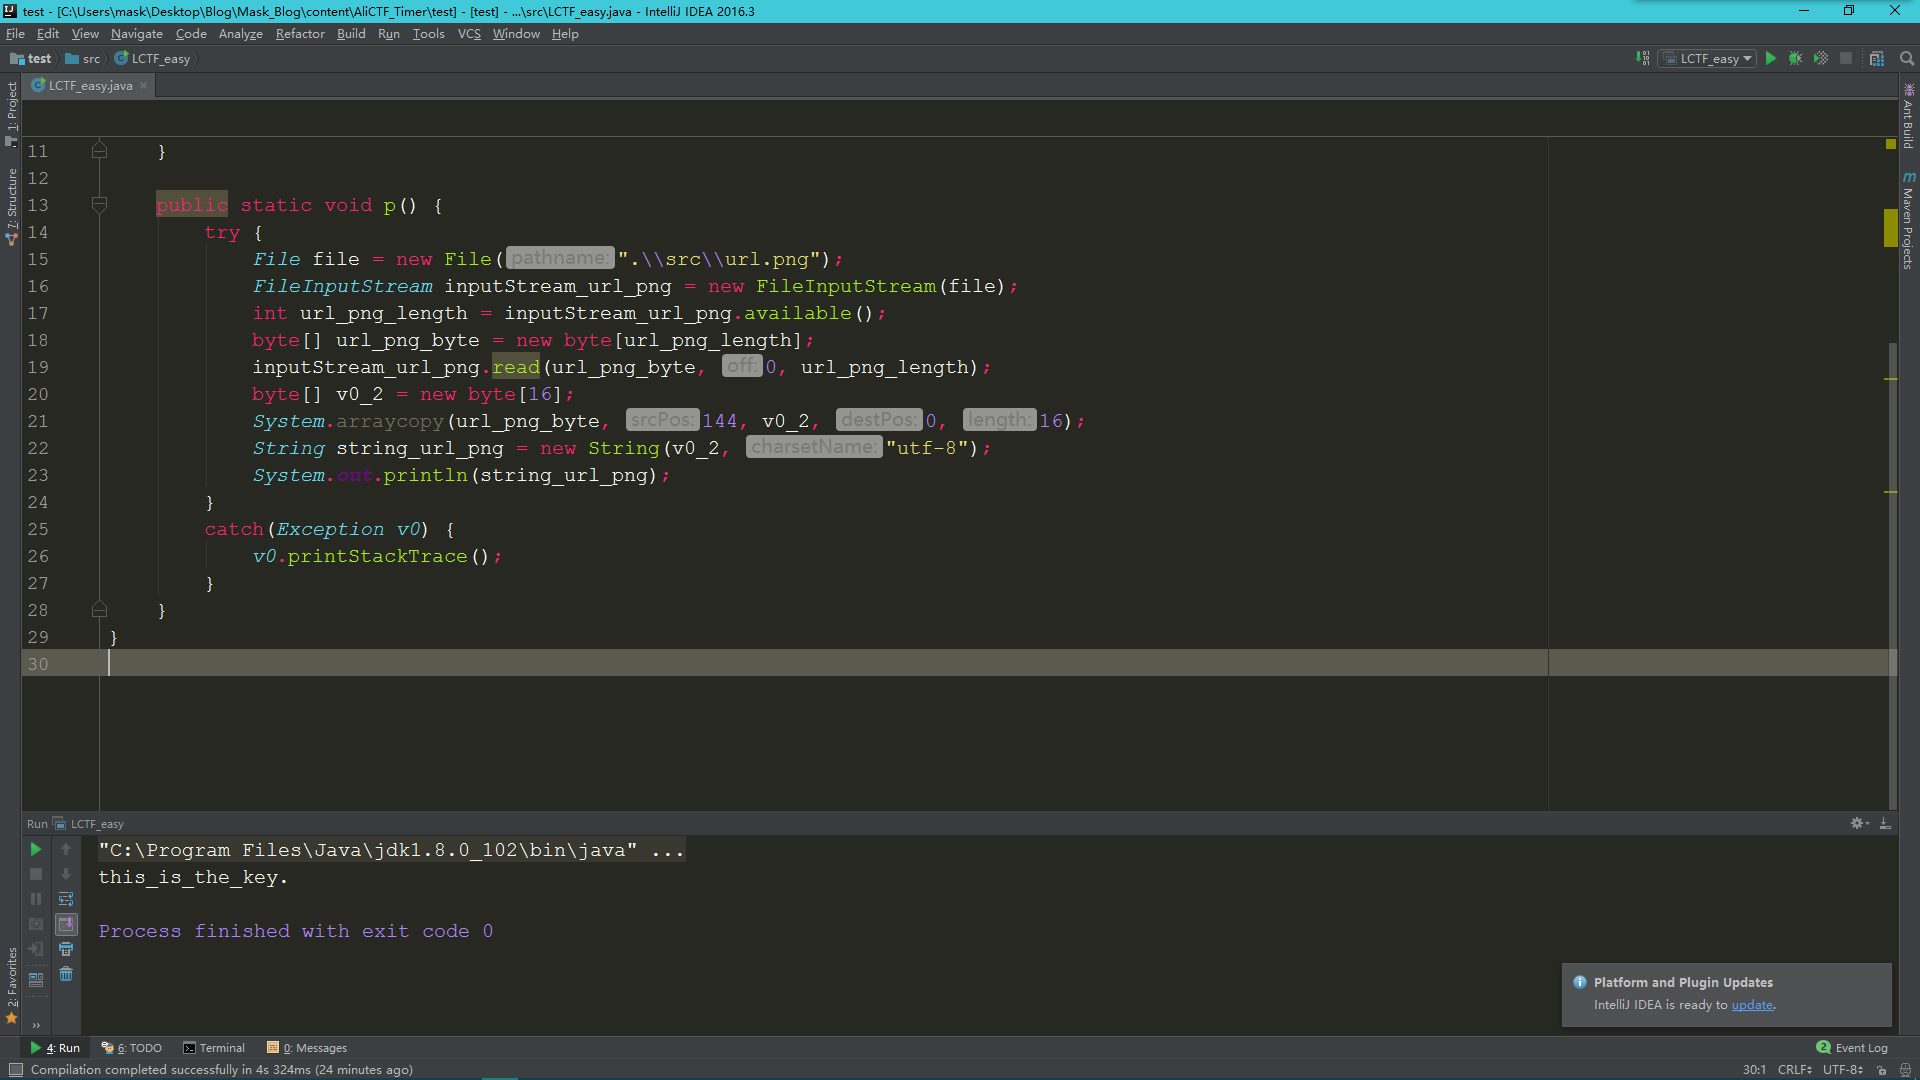 test - [C:\Users\mask\Desktop\Blog\Mask_Blog\content\AliCTF_Timer\test] - [test] - ...\src\LCTF_easy.java - IntelliJ IDEA 2016.3
File Edit View Navigate Code Analyze Refactor Build Run Tools VCS Window Help
test src LCTF_easy
LCTF_easy
LCTF_easy.java
1: Project
7: Structure
2: Favorites
Ant Build
Maven Projects
11 }
12
13 public static void p() {
14 try {
15 File file = new File( pathname: ".\\src\\url.png");
16 FileInputStream inputStream_url_png = new FileInputStream(file);
17 int url_png_length = inputStream_url_png.available();
18 byte[] url_png_byte = new byte[url_png_length];
19 inputStream_url_png.read(url_png_byte, off: 0, url_png_length);
20 byte[] v0_2 = new byte[16];
21 System.arraycopy(url_png_byte, srcPos: 144, v0_2, destPos: 0, length: 16);
22 String string_url_png = new String(v0_2, charsetName: "utf-8");
23 System.out.println(string_url_png);
24 }
25 catch(Exception v0) {
26 v0.printStackTrace();
27 }
28 }
29 }
30
Run LCTF_easy
"C:\Program Files\Java\jdk1.8.0_102\bin\java" ...
this_is_the_key.
Process finished with exit code 0
Platform and Plugin Updates
IntelliJ IDEA is ready to update.
4: Run 6: TODO Terminal 0: Messages
2 Event Log
Compilation completed successfully in 4s 324ms (24 minutes ago)
30:1 CRLF UTF-8